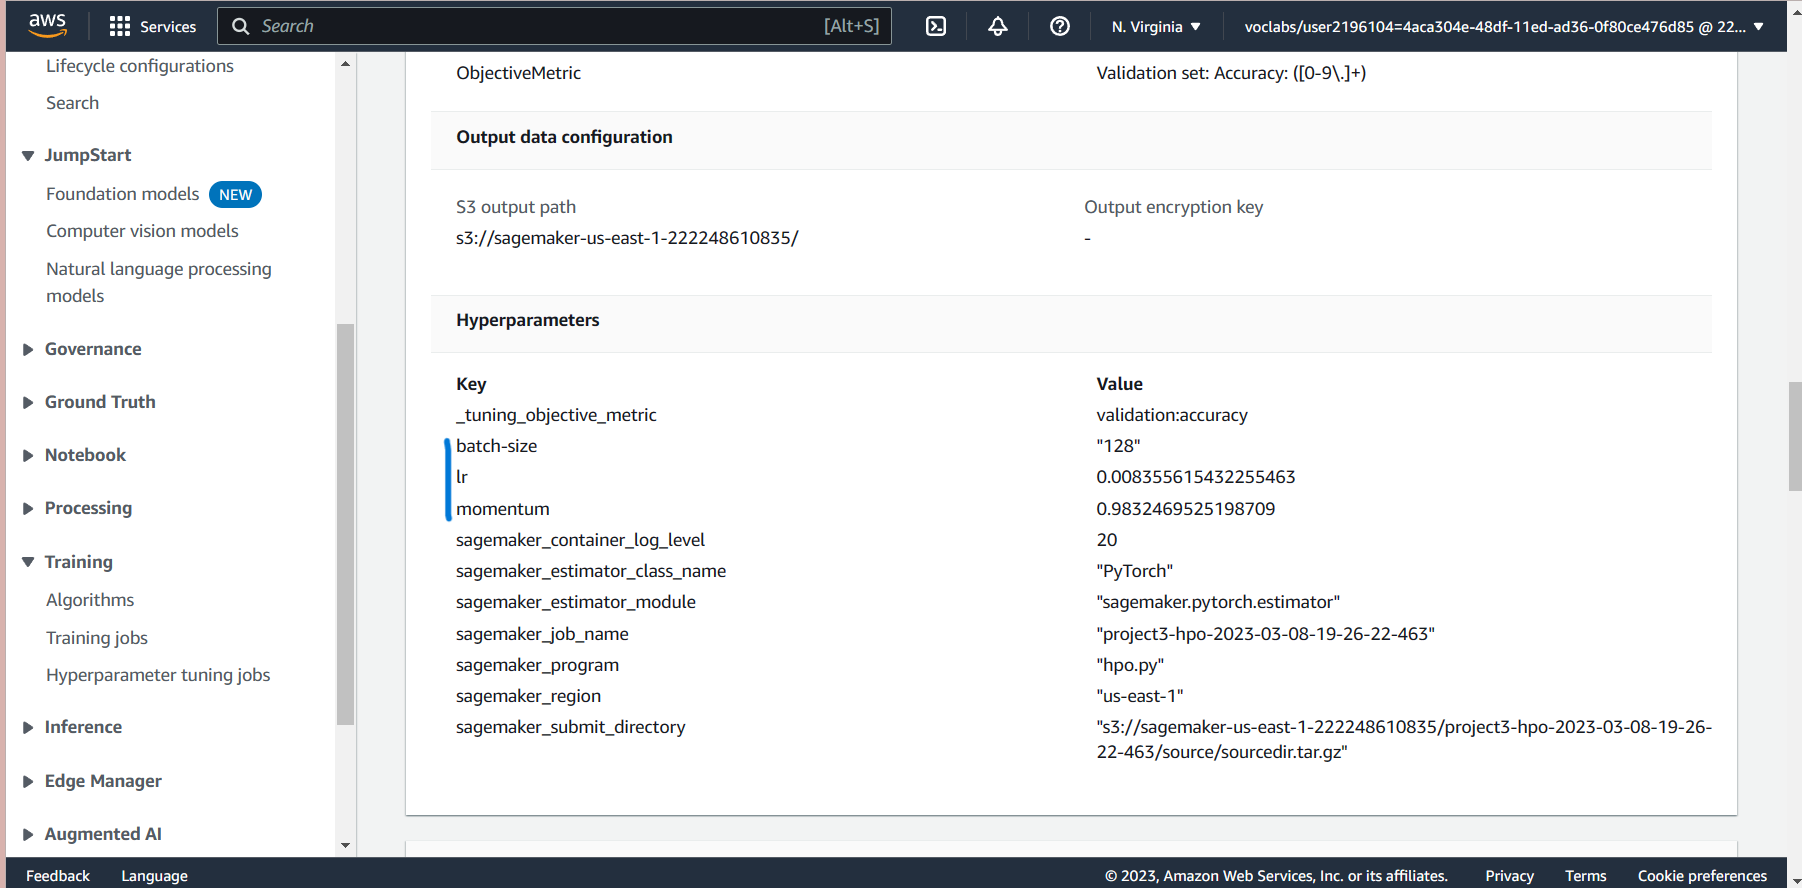 aws
Services
Search
[Alt+S]
N. Virginia
voclabs/user2196104=4aca304e-48df-11ed-ad36-0f80ce476d85 @ 22...
Lifecycle configurations
Search
JumpStart
Foundation models NEW
Computer vision models
Natural language processing
models
Governance
Ground Truth
Notebook
Processing
Training
Algorithms
Training jobs
Hyperparameter tuning jobs
Inference
Edge Manager
Augmented AI
ObjectiveMetric Validation set: Accuracy: ([0-9\.]+)
Output data configuration
S3 output path Output encryption key
s3://sagemaker-us-east-1-222248610835/ -
Hyperparameters
Key Value
_tuning_objective_metric validation:accuracy
batch-size "128"
lr 0.008355615432255463
momentum 0.9832469525198709
sagemaker_container_log_level 20
sagemaker_estimator_class_name "PyTorch"
sagemaker_estimator_module "sagemaker.pytorch.estimator"
sagemaker_job_name "project3-hpo-2023-03-08-19-26-22-463"
sagemaker_program "hpo.py"
sagemaker_region "us-east-1"
sagemaker_submit_directory "s3://sagemaker-us-east-1-222248610835/project3-hpo-2023-03-08-19-26-
22-463/source/sourcedir.tar.gz"
Feedback Language © 2023, Amazon Web Services, Inc. or its affiliates. Privacy Terms Cookie preferences